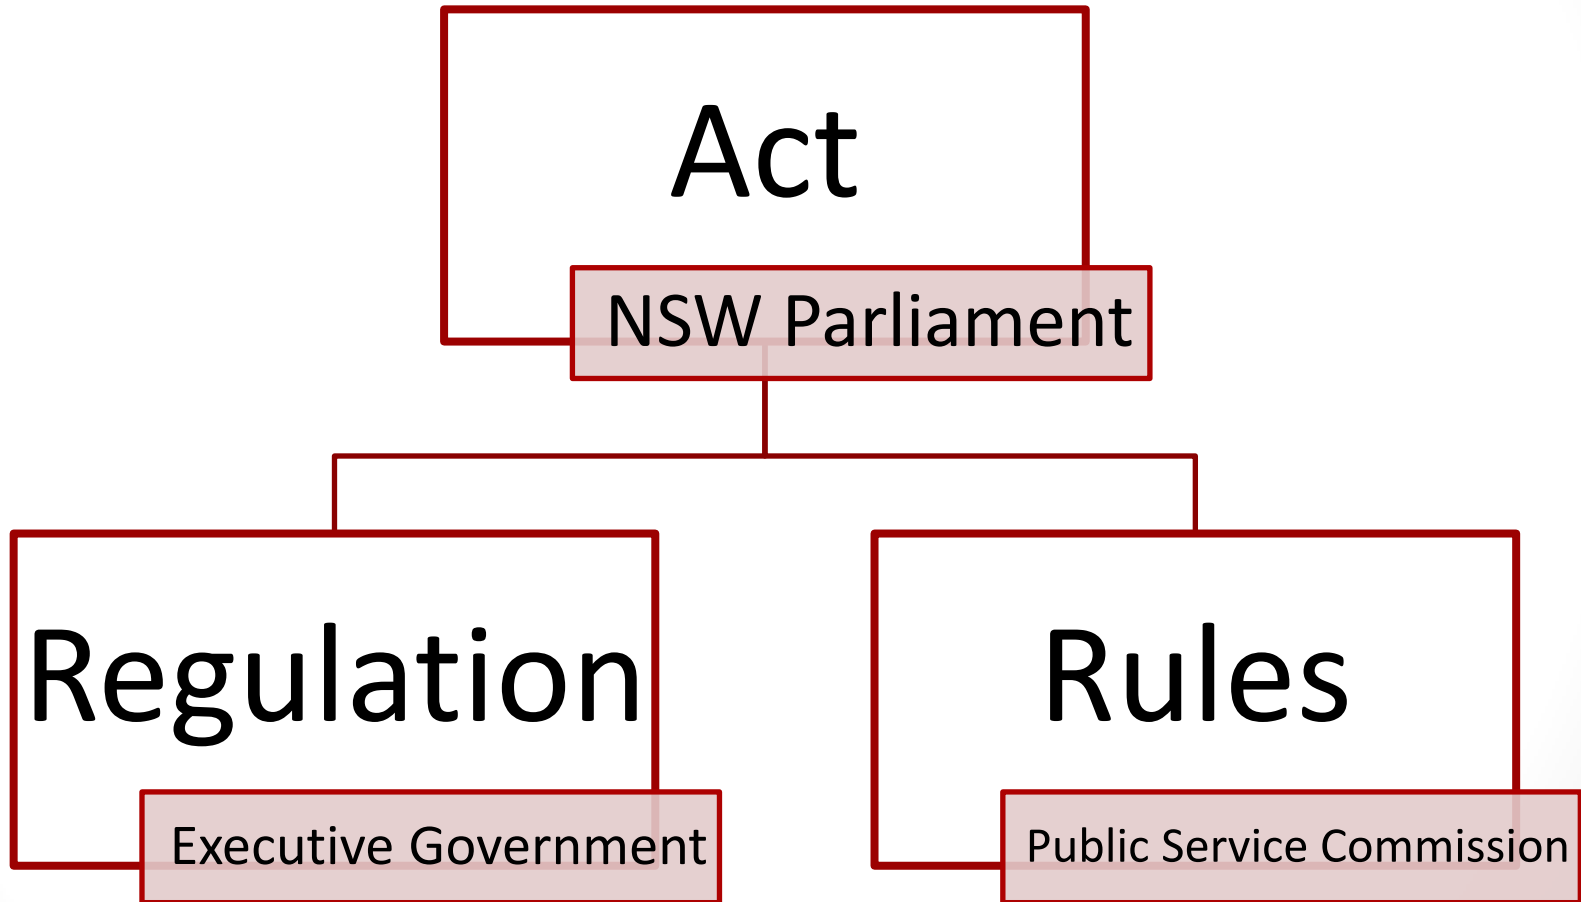 Act
NSW Parliament
Regulation
Executive Government
Rules
Public Service Commission